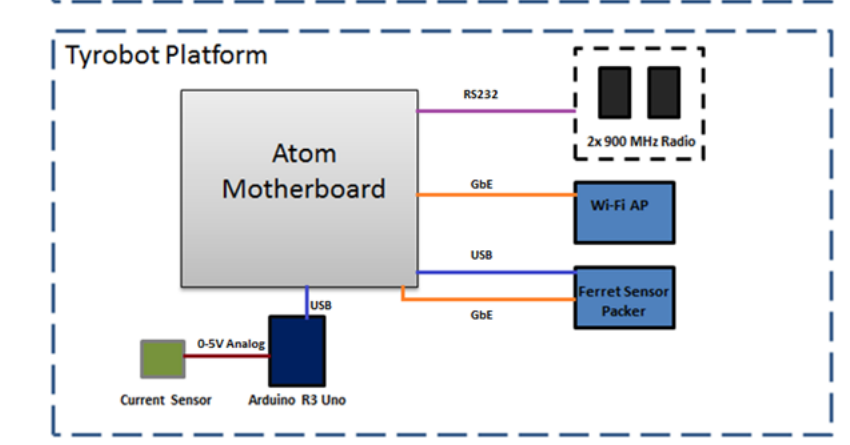 Tyrobot Platform
RS232
2x 900 MHz Radio
Atom
Motherboard
GbE
Wi-Fi AP
USB
Ferret Sensor
Packer
GbE
USB
0-5V Analog
Current Sensor
Arduino R3 Uno